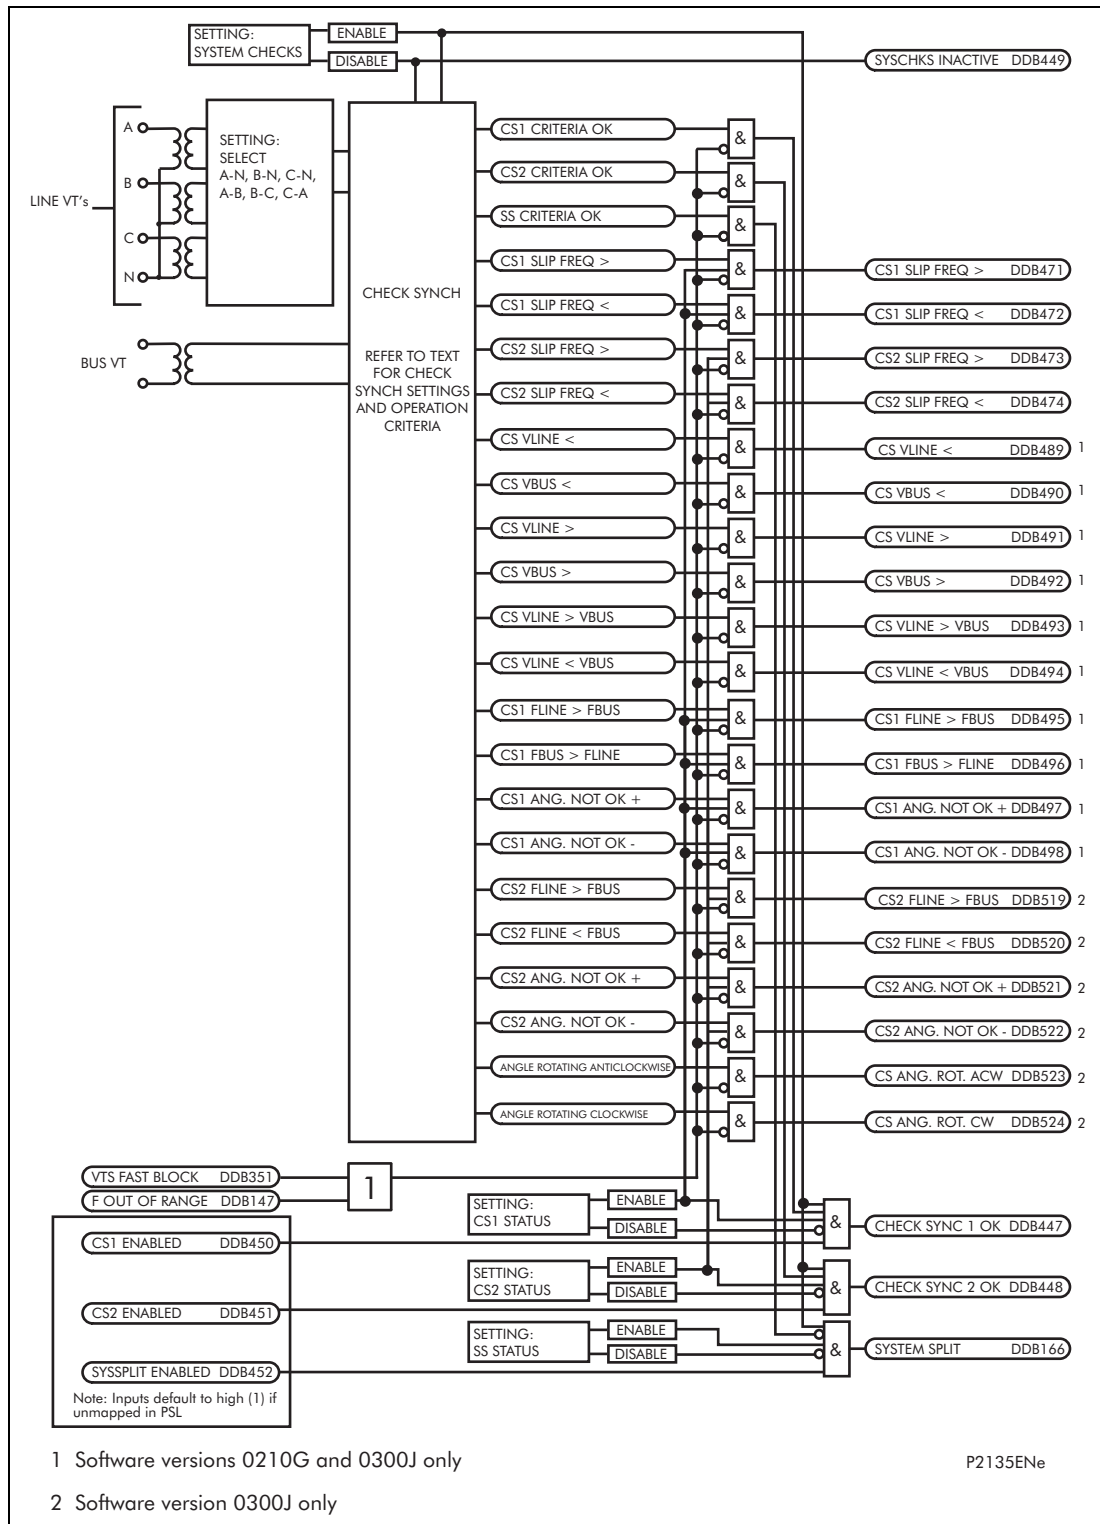 SETTING:
SYSTEM CHECKS
ENABLE
DISABLE
SYSCHKS INACTIVE DDB449
LINE VT's
A
B
C
N
SETTING:
SELECT
A-N, B-N, C-N,
A-B, B-C, C-A
BUS VT
CHECK SYNCH
REFER TO TEXT
FOR CHECK
SYNCH SETTINGS
AND OPERATION
CRITERIA
CS1 CRITERIA OK
&
CS2 CRITERIA OK
&
SS CRITERIA OK
&
CS1 SLIP FREQ >
&
CS1 SLIP FREQ > DDB471
CS1 SLIP FREQ <
&
CS1 SLIP FREQ < DDB472
CS2 SLIP FREQ >
&
CS2 SLIP FREQ > DDB473
CS2 SLIP FREQ <
&
CS2 SLIP FREQ < DDB474
CS VLINE <
&
CS VLINE < DDB489 1
CS VBUS <
&
CS VBUS < DDB490 1
CS VLINE >
&
CS VLINE > DDB491 1
CS VBUS >
&
CS VBUS > DDB492 1
CS VLINE > VBUS
&
CS VLINE > VBUS DDB493 1
CS VLINE < VBUS
&
CS VLINE < VBUS DDB494 1
CS1 FLINE > FBUS
&
CS1 FLINE > FBUS DDB495 1
CS1 FBUS > FLINE
&
CS1 FBUS > FLINE DDB496 1
CS1 ANG. NOT OK +
&
CS1 ANG. NOT OK + DDB497 1
CS1 ANG. NOT OK -
&
CS1 ANG. NOT OK - DDB498 1
CS2 FLINE > FBUS
&
CS2 FLINE > FBUS DDB519 2
CS2 FLINE < FBUS
&
CS2 FLINE < FBUS DDB520 2
CS2 ANG. NOT OK +
&
CS2 ANG. NOT OK + DDB521 2
CS2 ANG. NOT OK -
&
CS2 ANG. NOT OK - DDB522 2
ANGLE ROTATING ANTICLOCKWISE
&
CS ANG. ROT. ACW DDB523 2
ANGLE ROTATING CLOCKWISE
&
CS ANG. ROT. CW DDB524 2
VTS FAST BLOCK DDB351
F OUT OF RANGE DDB147
1
SETTING:
CS1 STATUS
ENABLE
DISABLE
&
CHECK SYNC 1 OK DDB447
CS1 ENABLED DDB450
SETTING:
CS2 STATUS
ENABLE
DISABLE
&
CHECK SYNC 2 OK DDB448
CS2 ENABLED DDB451
SETTING:
SS STATUS
ENABLE
DISABLE
&
SYSTEM SPLIT DDB166
SYSSPLIT ENABLED DDB452
Note: Inputs default to high (1) if
unmapped in PSL
1 Software versions 0210G and 0300J only
P2135ENe
2 Software version 0300J only